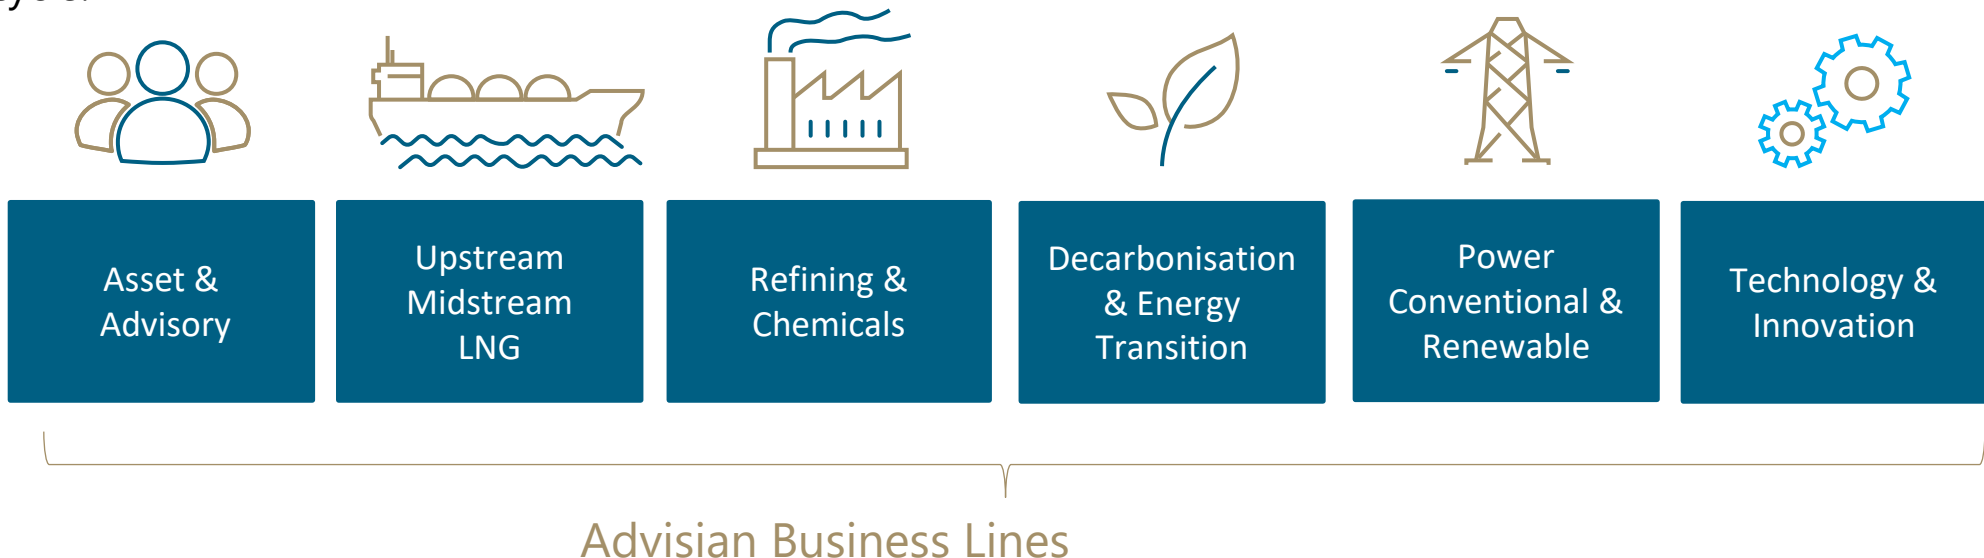 Asset &
Advisory
Upstream
Midstream
LNG
Refining &
Chemicals
Decarbonisation
& Energy
Transition
Power
Conventional &
Renewable
Technology &
Innovation
Advisian Business Lines